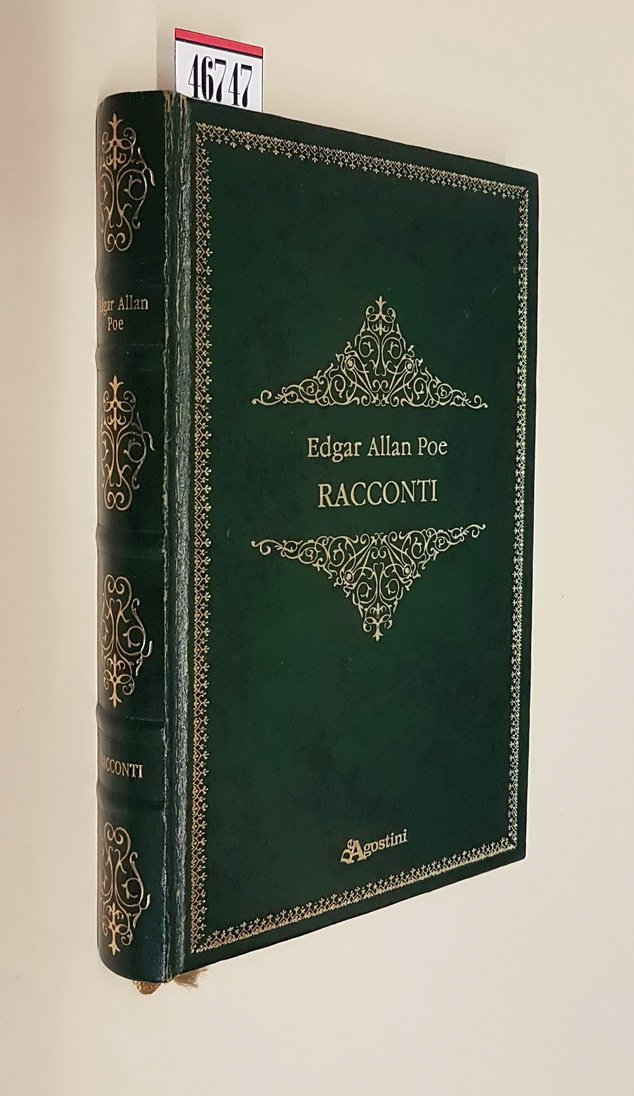 46747
Edgar Allan
Poe
RACCONTI
Edgar Allan Poe
RACCONTI
DeAgostini